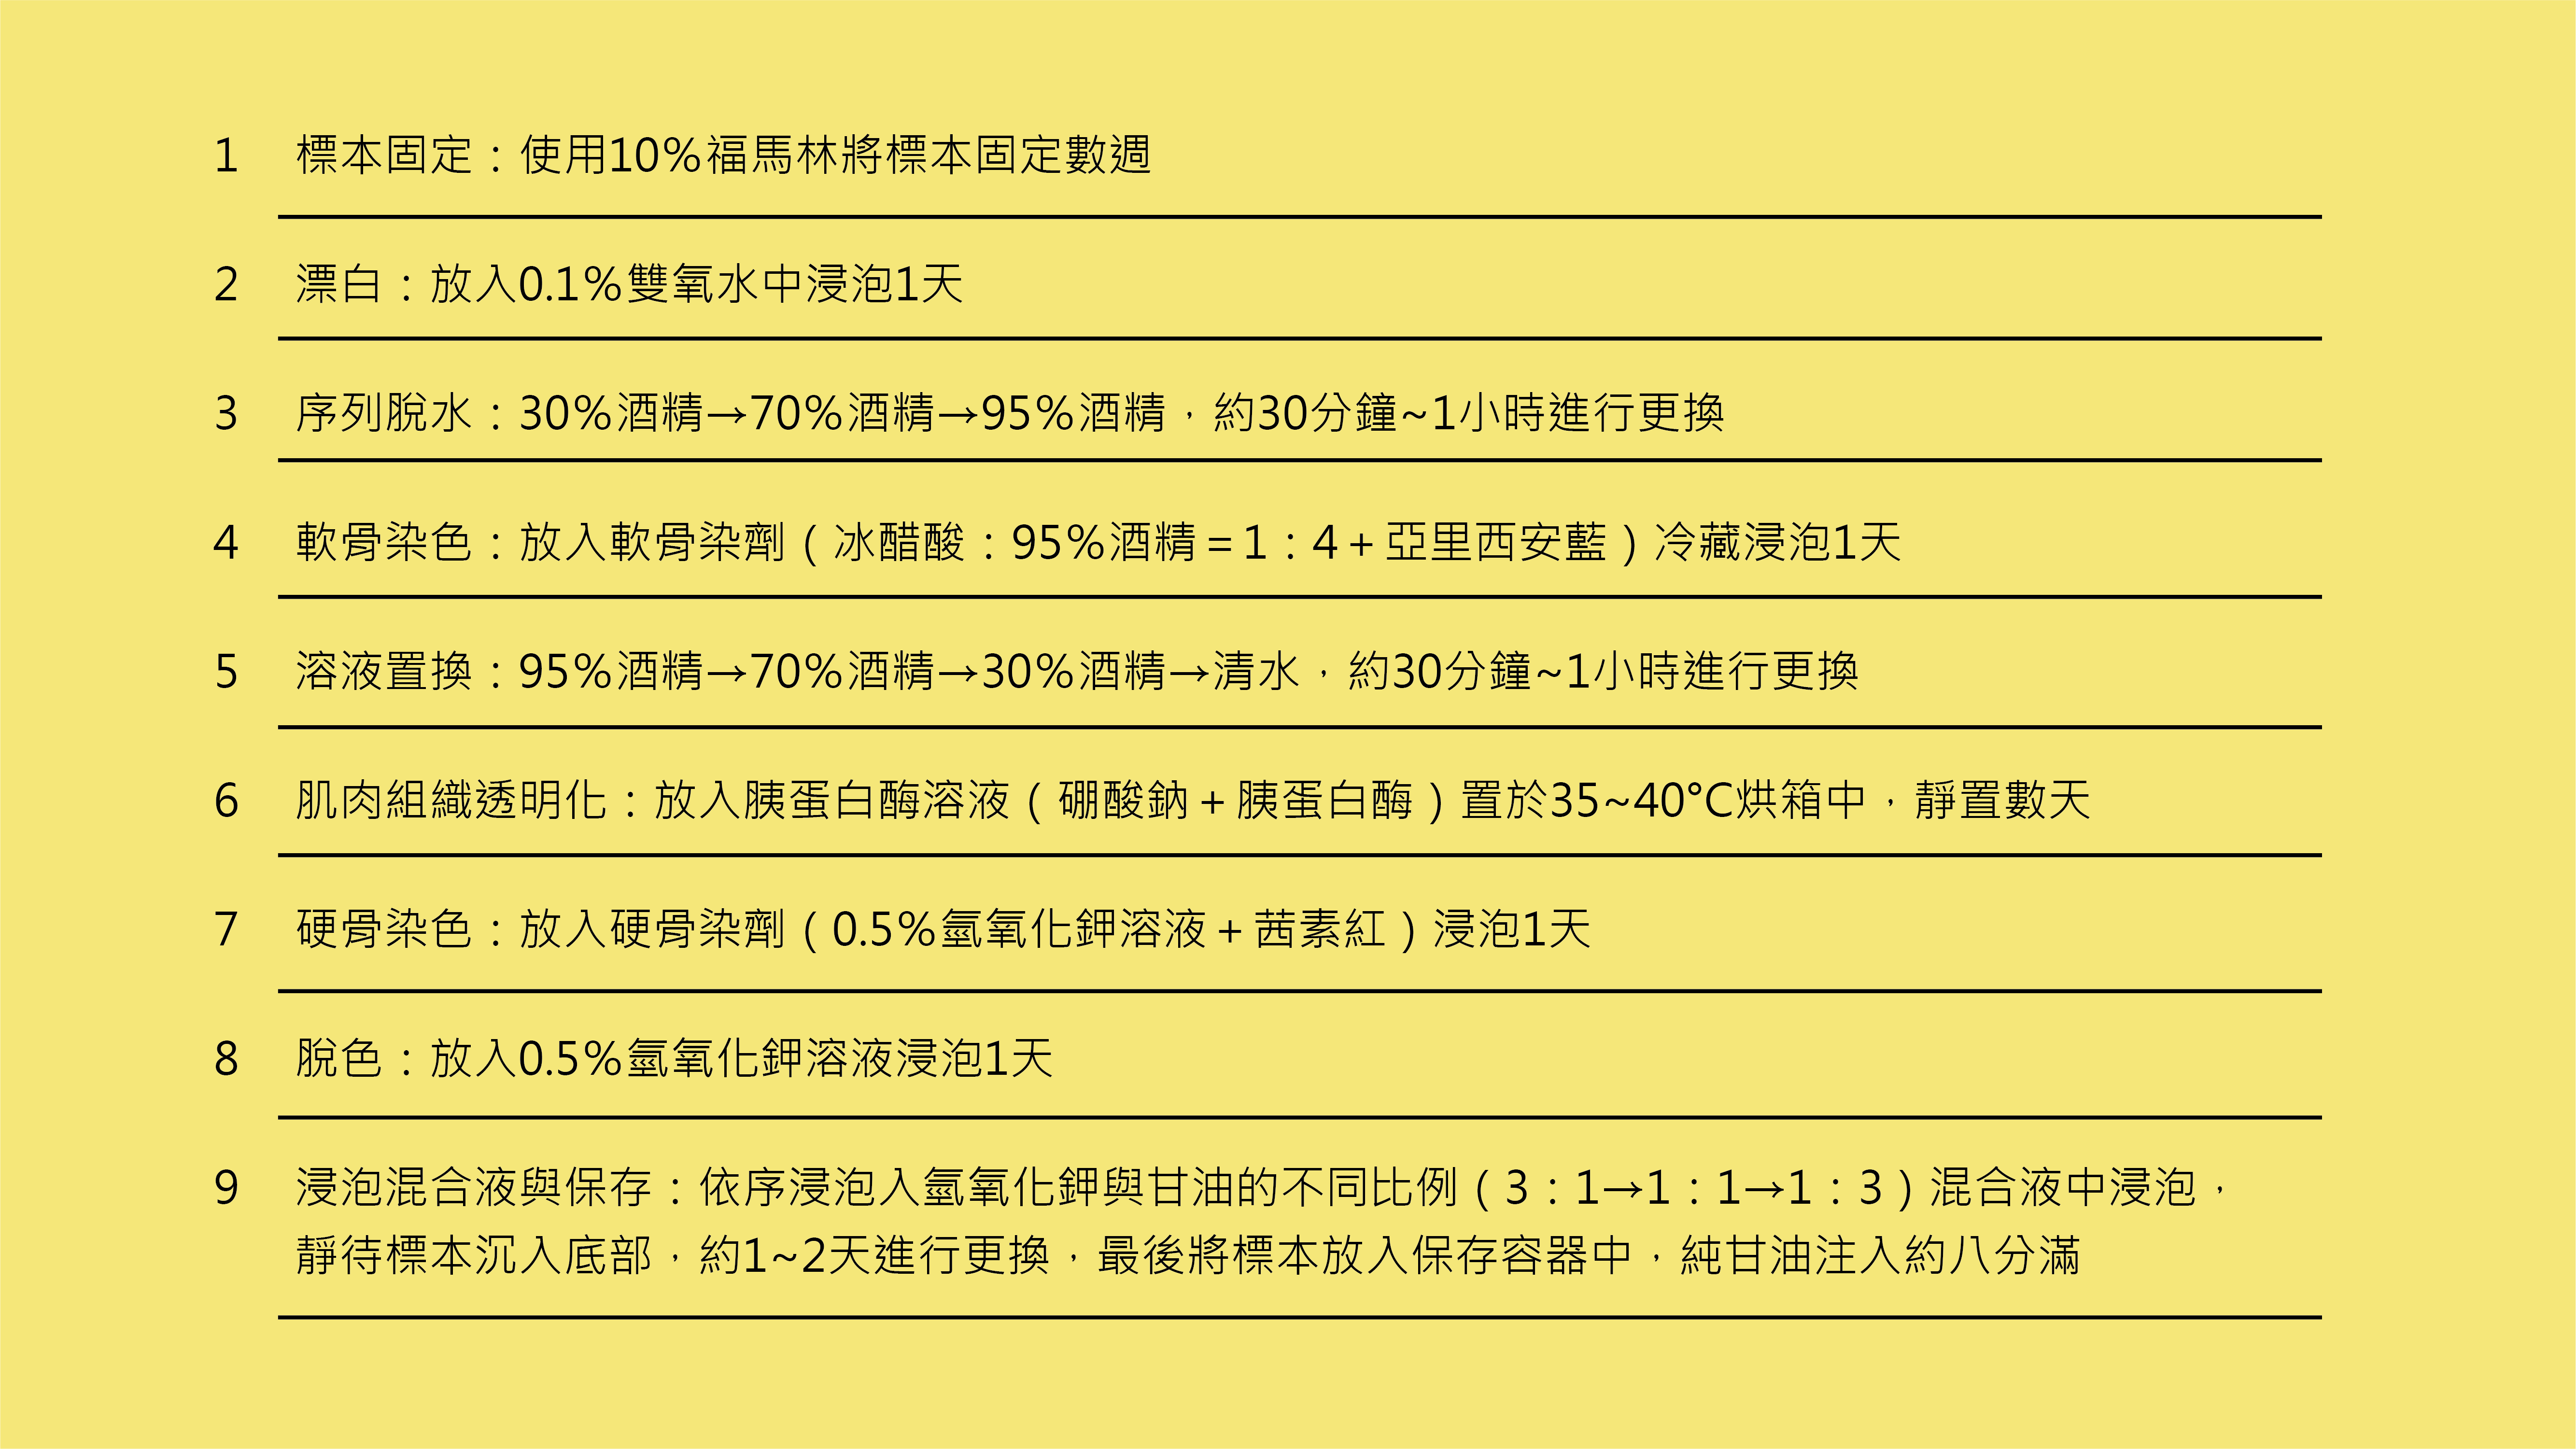 1 標本固定：使用10%福馬林將標本固定數週
2 漂白：放入0.1%雙氧水中浸泡1天
3 序列脫水：30%酒精→70%酒精→95%酒精，約30分鐘~1小時進行更換
4 軟骨染色：放入軟骨染劑（冰醋酸：95%酒精＝1：4＋亞里西安藍）冷藏浸泡1天
5 溶液置換：95%酒精→70%酒精→30%酒精→清水，約30分鐘~1小時進行更換
6 肌肉組織透明化：放入胰蛋白酶溶液（硼酸鈉＋胰蛋白酶）置於35~40°C烘箱中，靜置數天
7 硬骨染色：放入硬骨染劑（0.5%氫氧化鉀溶液＋茜素紅）浸泡1天
8 脫色：放入0.5%氫氧化鉀溶液浸泡1天
9 浸泡混合液與保存：依序浸泡入氫氧化鉀與甘油的不同比例（3：1→1：1→1：3）混合液中浸泡，
靜待標本沉入底部，約1~2天進行更換，最後將標本放入保存容器中，純甘油注入約八分滿